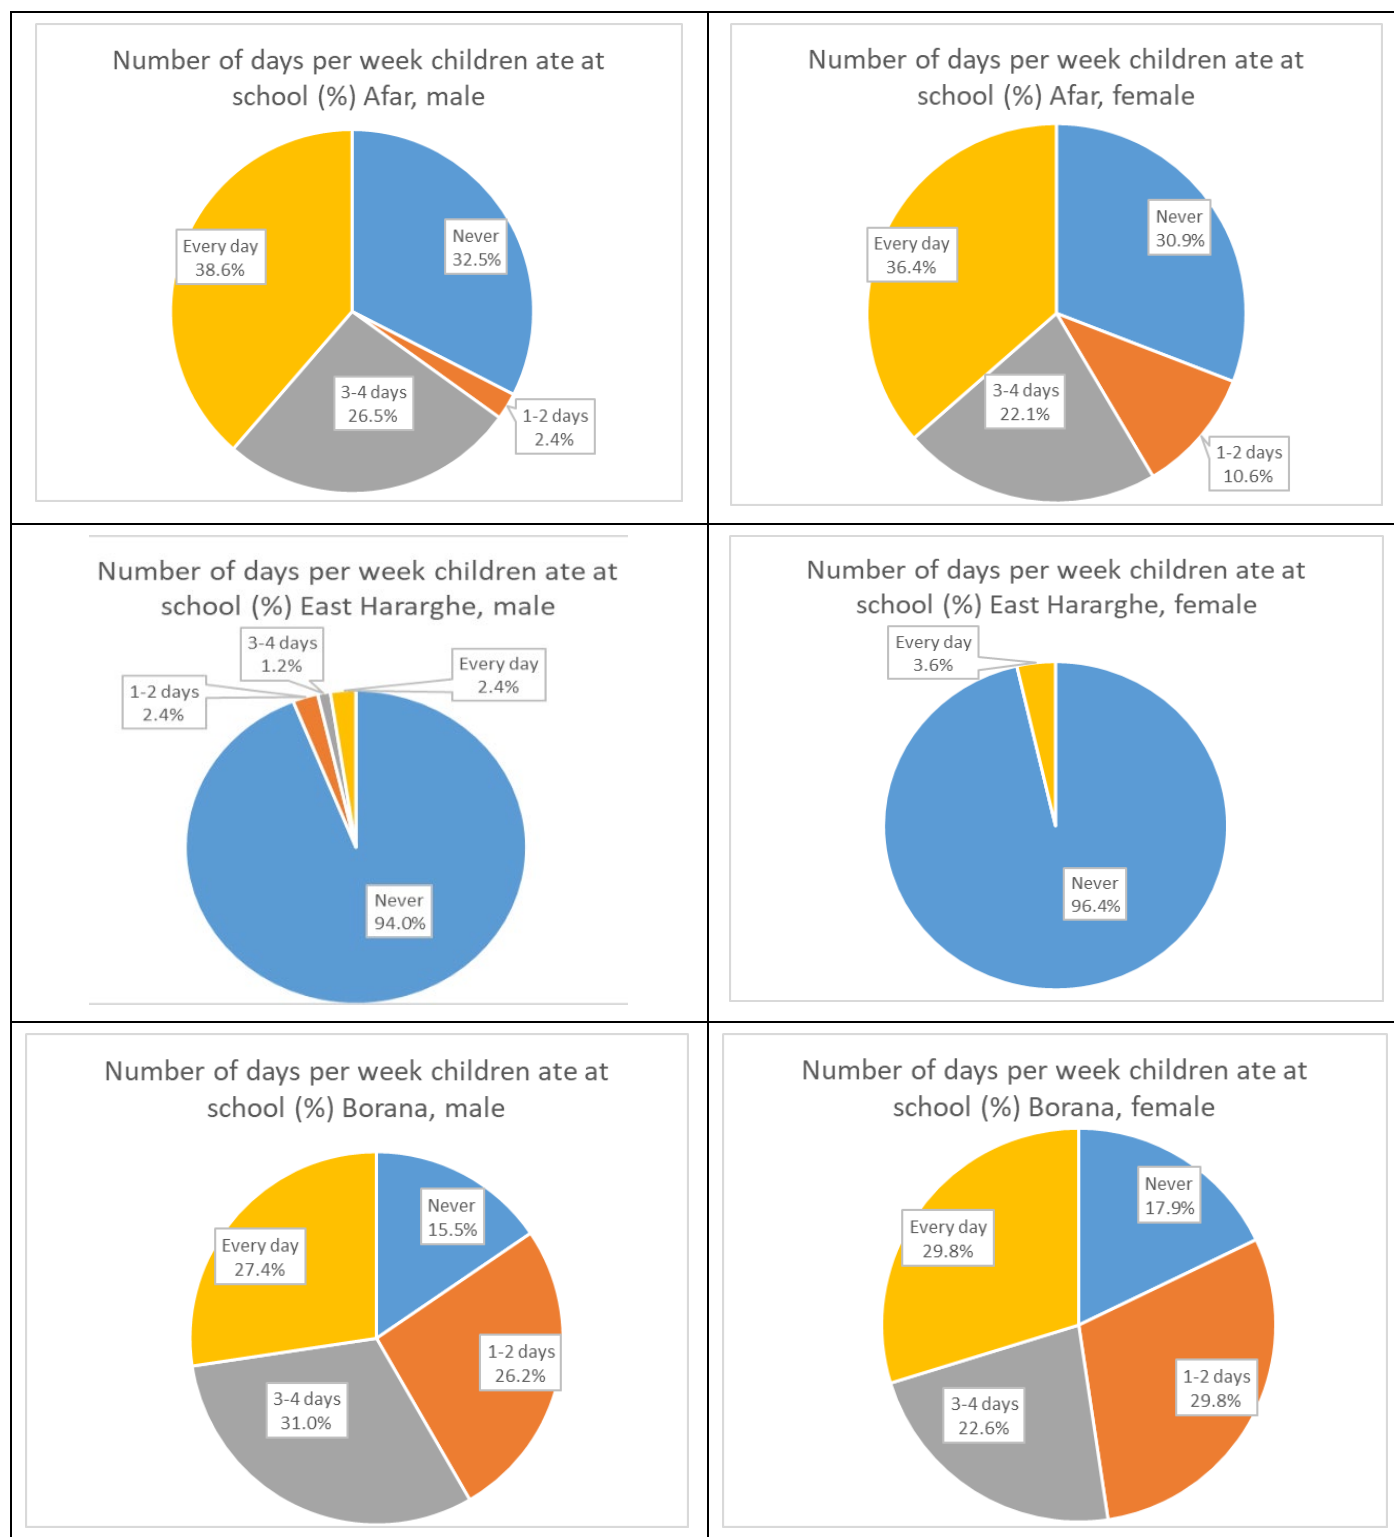 Number of days per week children ate at
school (%) Afar, male
Never
32.5%
1-2 days
2.4%
3-4 days
26.5%
Every day
38.6%
Number of days per week children ate at
school (%) Afar, female
Never
30.9%
1-2 days
10.6%
3-4 days
22.1%
Every day
36.4%
Number of days per week children ate at
school (%) East Hararghe, male
3-4 days
1.2%
Every day
2.4%
1-2 days
2.4%
Never
94.0%
Number of days per week children ate at
school (%) East Hararghe, female
Every day
3.6%
Never
96.4%
Number of days per week children ate at
school (%) Borana, male
Never
15.5%
Every day
27.4%
1-2 days
26.2%
3-4 days
31.0%
Number of days per week children ate at
school (%) Borana, female
Never
17.9%
Every day
29.8%
1-2 days
29.8%
3-4 days
22.6%